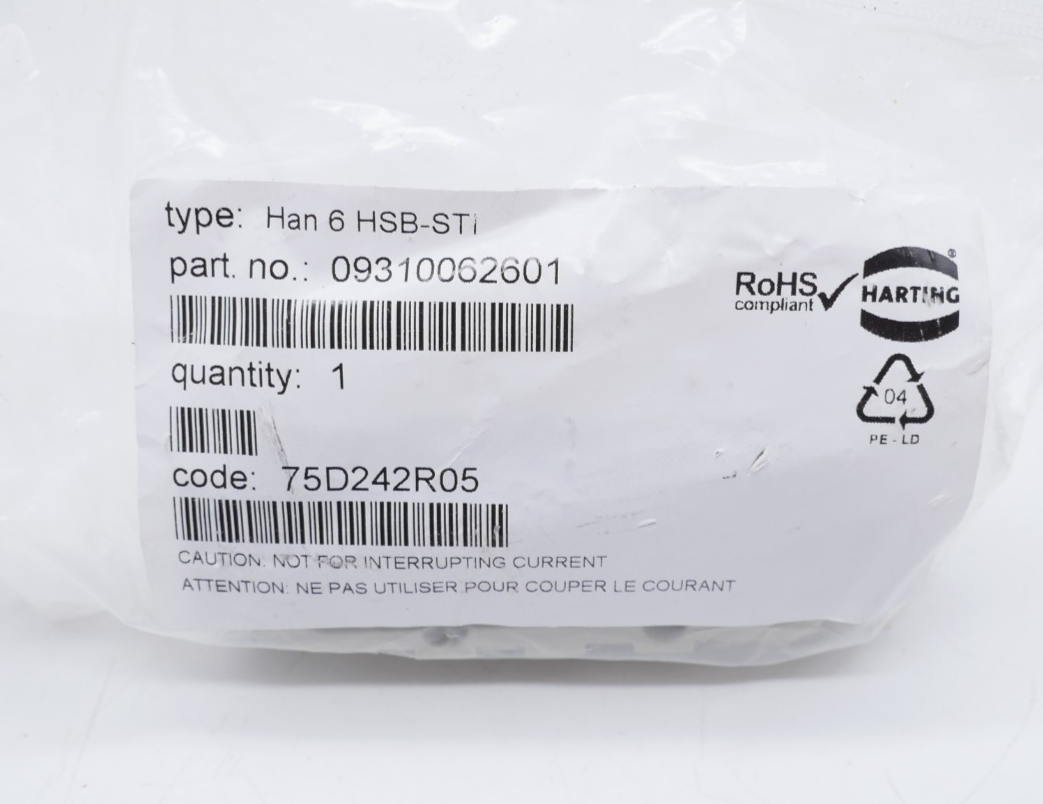 type: Han 6 HSB-STi
part. no.: 09310062601
RoHS
compliant
HARTING®
quantity: 1
04
PE-LD
code: 75D242R05
CAUTION: NOT FOR INTERRUPTING CURRENT
ATTENTION: NE PAS UTILISER POUR COUPER LE COURANT